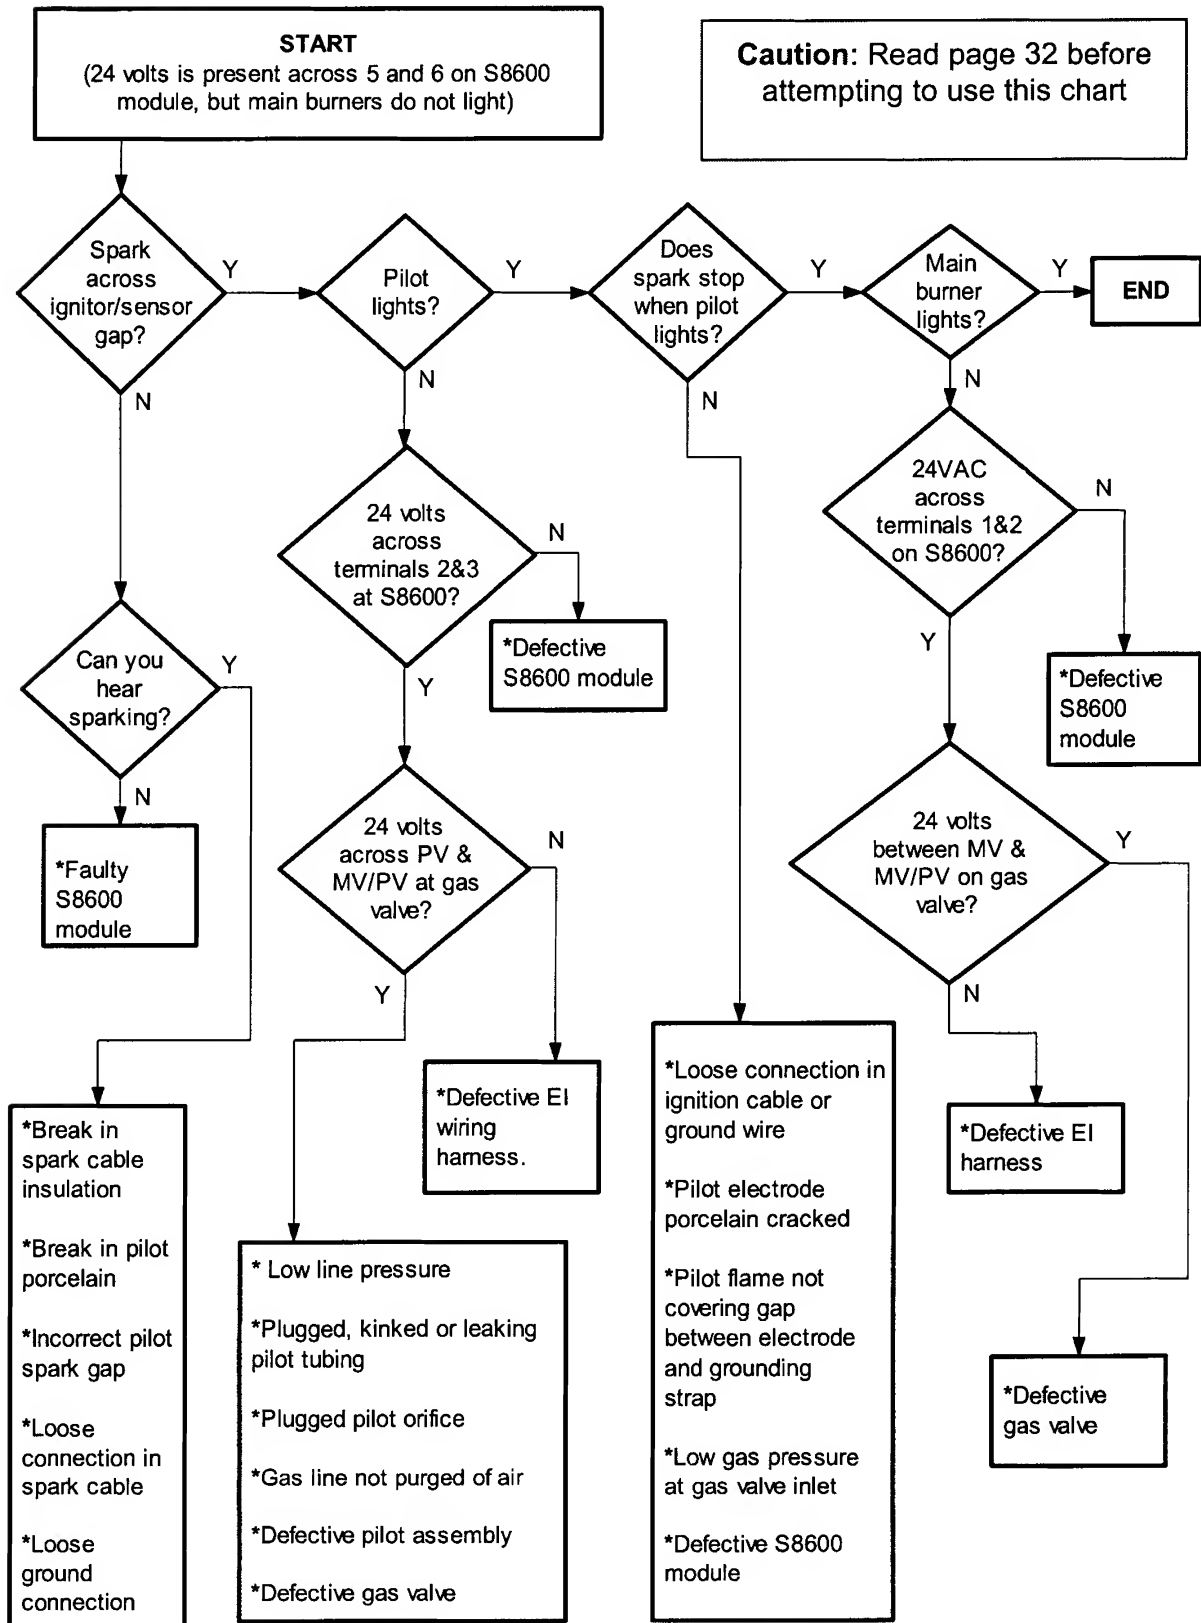 START
(24 volts is present across 5 and 6 on S8600
module, but main burners do not light)
Caution: Read page 32 before
attempting to use this chart
Spark
across
ignitor/sensor
gap?
Y
N
Pilot
lights?
Y
N
Does
spark stop
when pilot
lights?
Y
N
Main
burner
lights?
Y
N
END
24 volts
across
terminals 2&3
at S8600?
N
Y
*Defective
S8600 module
24VAC
across
terminals 1&2
on S8600?
N
Y
*Defective
S8600
module
Can you
hear
sparking?
Y
N
*Faulty
S8600
module
24 volts
across PV &
MV/PV at gas
valve?
N
Y
24 volts
between MV &
MV/PV on gas
valve?
Y
N
*Break in
spark cable
insulation
*Break in pilot
porcelain
*Incorrect pilot
spark gap
*Loose
connection in
spark cable
*Loose
ground
connection
* Low line pressure
*Plugged, kinked or leaking
pilot tubing
*Plugged pilot orifice
*Gas line not purged of air
*Defective pilot assembly
*Defective gas valve
*Defective EI
wiring
harness.
*Loose connection in
ignition cable or
ground wire
*Pilot electrode
porcelain cracked
*Pilot flame not
covering gap
between electrode
and grounding
strap
*Low gas pressure
at gas valve inlet
*Defective S8600
module
*Defective EI
harness
*Defective
gas valve